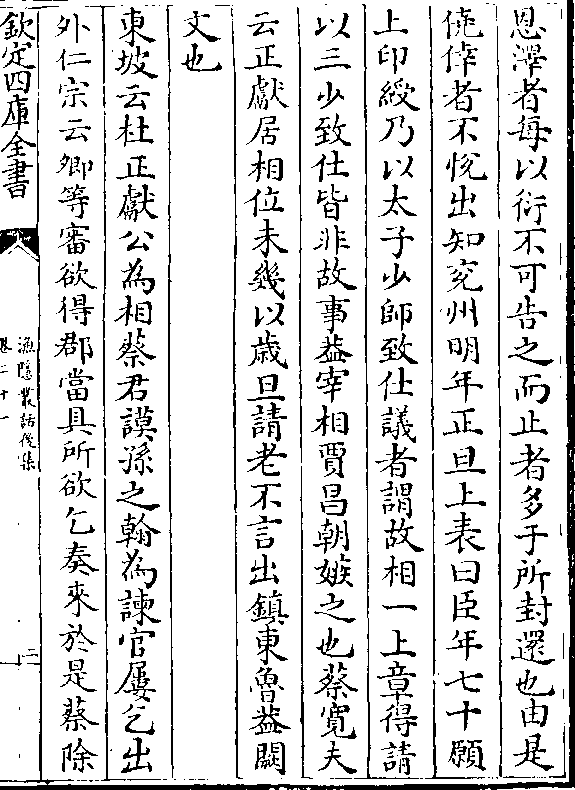 恩澤者每以衍不可告之而止者多于所封還也由是
僥倖者不悅出知兖州明年正旦上表曰臣年七十願
上印綬乃以太子少師致仕議者謂故相一上章得請
以三少致仕皆非故事葢宰相賈昌朝嫉之也蔡寛夫
云正獻居相位未幾以歳旦請老不言出鎮東魯葢闕
文也
東坡云杜正獻公為相蔡君謨孫之翰為諫官屢乞出
外仁宗云卿等審欲得郡當具所欲乞奏來於是蔡除
欽定四庫全書
漁隱叢話後集
卷二十一
二